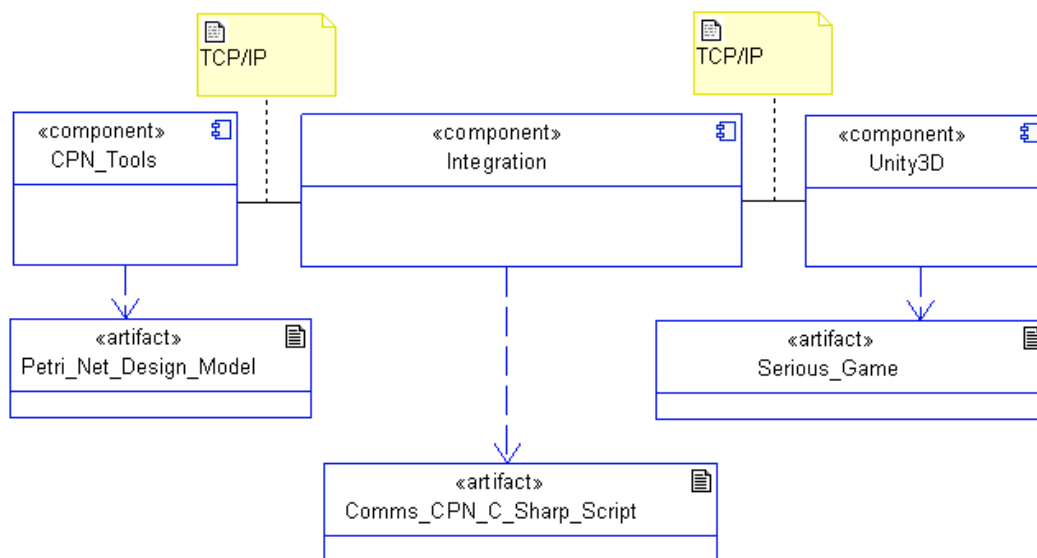 TCP/IP
TCP/IP
«component»
CPN_Tools
«component»
Integration
«component»
Unity3D
«artifact»
Petri_Net_Design_Model
«artifact»
Serious_Game
«artifact»
Comms_CPN_C_Sharp_Script